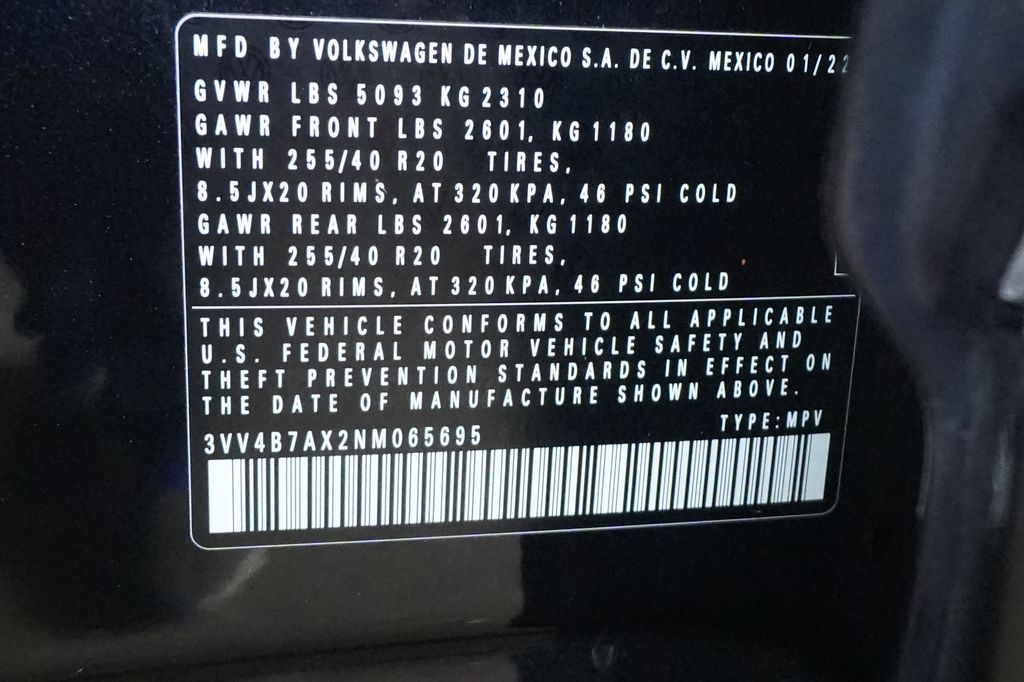 MFD BY VOLKSWAGEN DE MEXICO S.A. DE C.V. MEXICO 01/22
GVWR LBS 5093 KG 2310
GAWR FRONT LBS 2601, KG 1180
WITH 255/40 R20 TIRES,
8.5JX20 RIMS, AT 320 KPA, 46 PSI COLD
GAWR REAR LBS 2601, KG 1180
WITH 255/40 R20 TIRES,
8.5JX20 RIMS, AT 320 KPA, 46 PSI COLD
THIS VEHICLE CONFORMS TO ALL APPLICABLE
U.S. FEDERAL MOTOR VEHICLE SAFETY AND
THEFT PREVENTION STANDARDS IN EFFECT ON
THE DATE OF MANUFACTURE SHOWN ABOVE.
3VV4B7AX2NM065695 TYPE:MPV